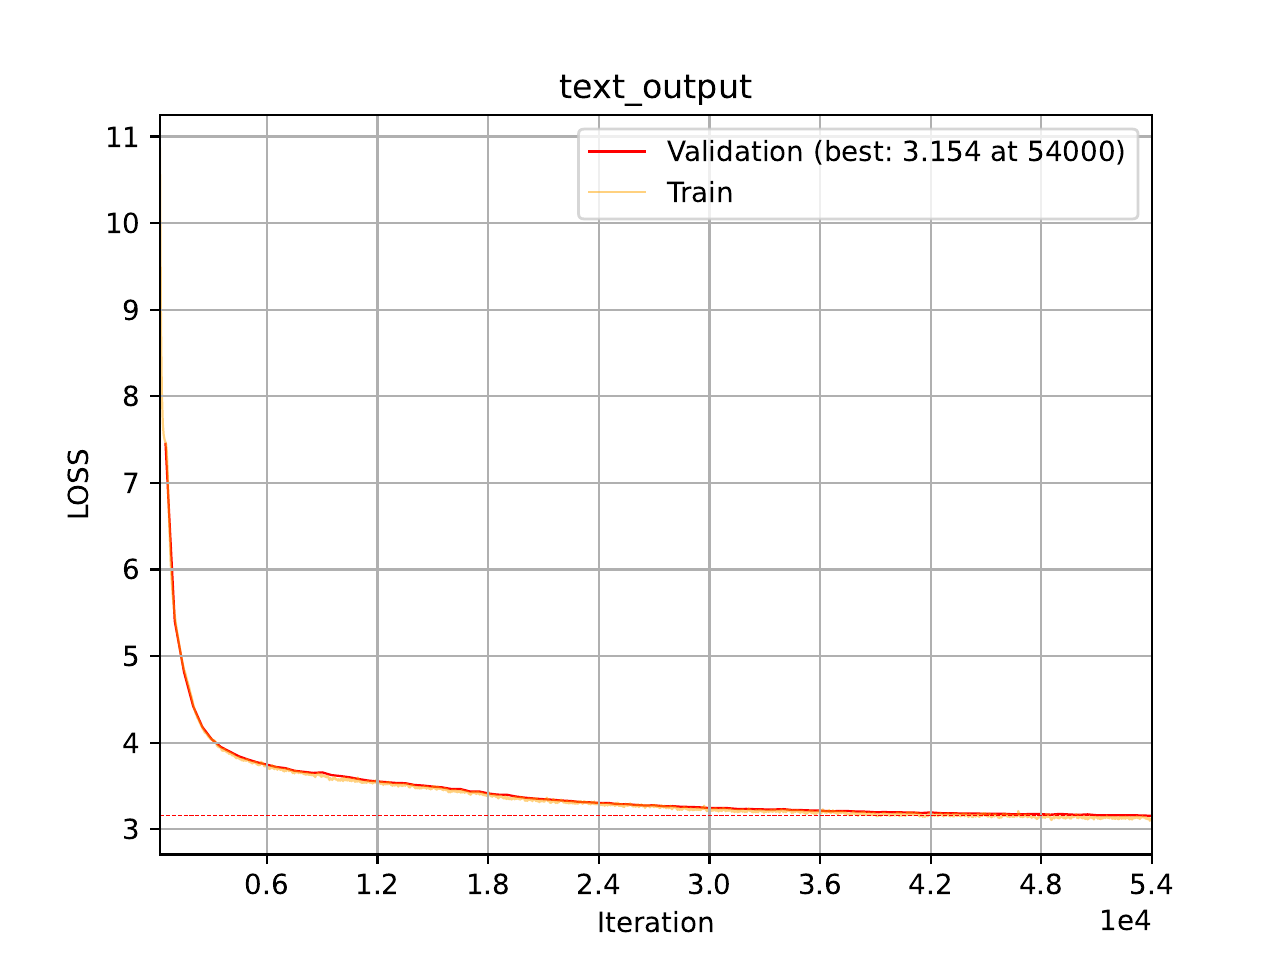 text_output
11
10
9
8
7
6
5
4
3
LOSS
Validation (best: 3.154 at 54000)
Train
0.6 1.2 1.8 2.4 3.0 3.6 4.2 4.8 5.4
1e4
Iteration